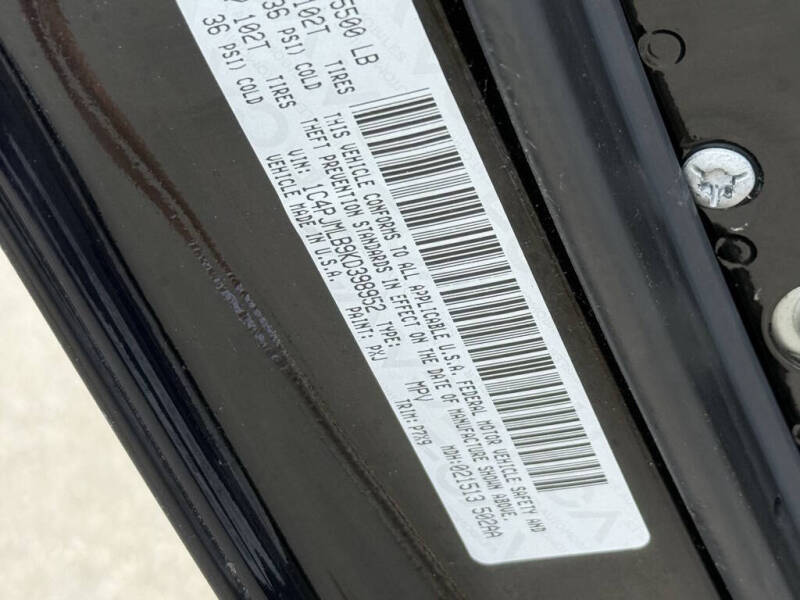 5500 LB
102T TIRES
36 PSI) COLD
102T TIRES
36 PSI) COLD
THIS VEHICLE CONFORMS TO ALL APPLICABLE U.S.A. FEDERAL MOTOR VEHICLE SAFETY AND
THEFT PREVENTION STANDARDS IN EFFECT ON THE DATE OF MANUFACTURE SHOWN ABOVE.
VIN: 1C4PJMLB9KD398952 TYPE: MPV MDH:021513 502AA
VEHICLE MADE IN U.S.A. PAINT: PXJ TRIM: P7X9